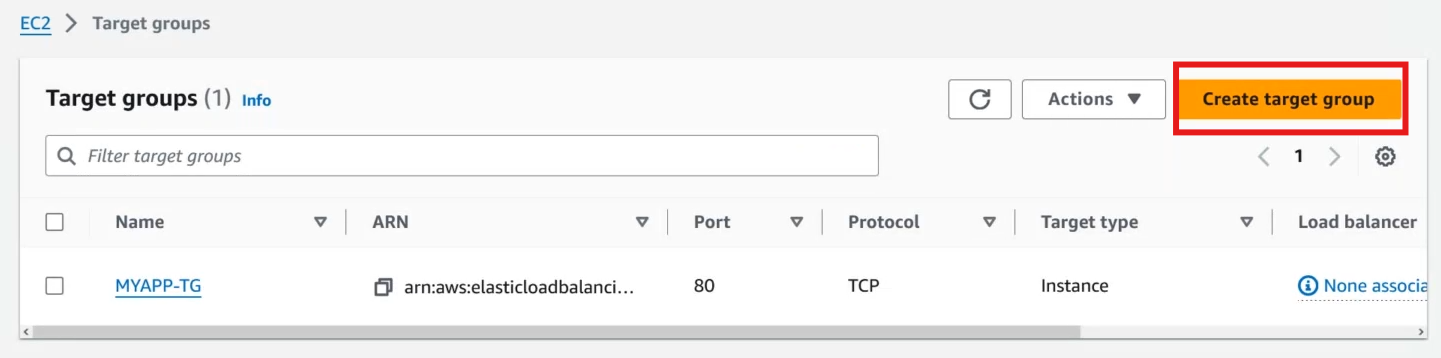 EC2 > Target groups
Target groups (1) Info
Actions
Create target group
Filter target groups
1
Name ARN Port Protocol Target type Load balancer
MYAPP-TG arn:aws:elasticloadbalanci... 80 TCP Instance None associa